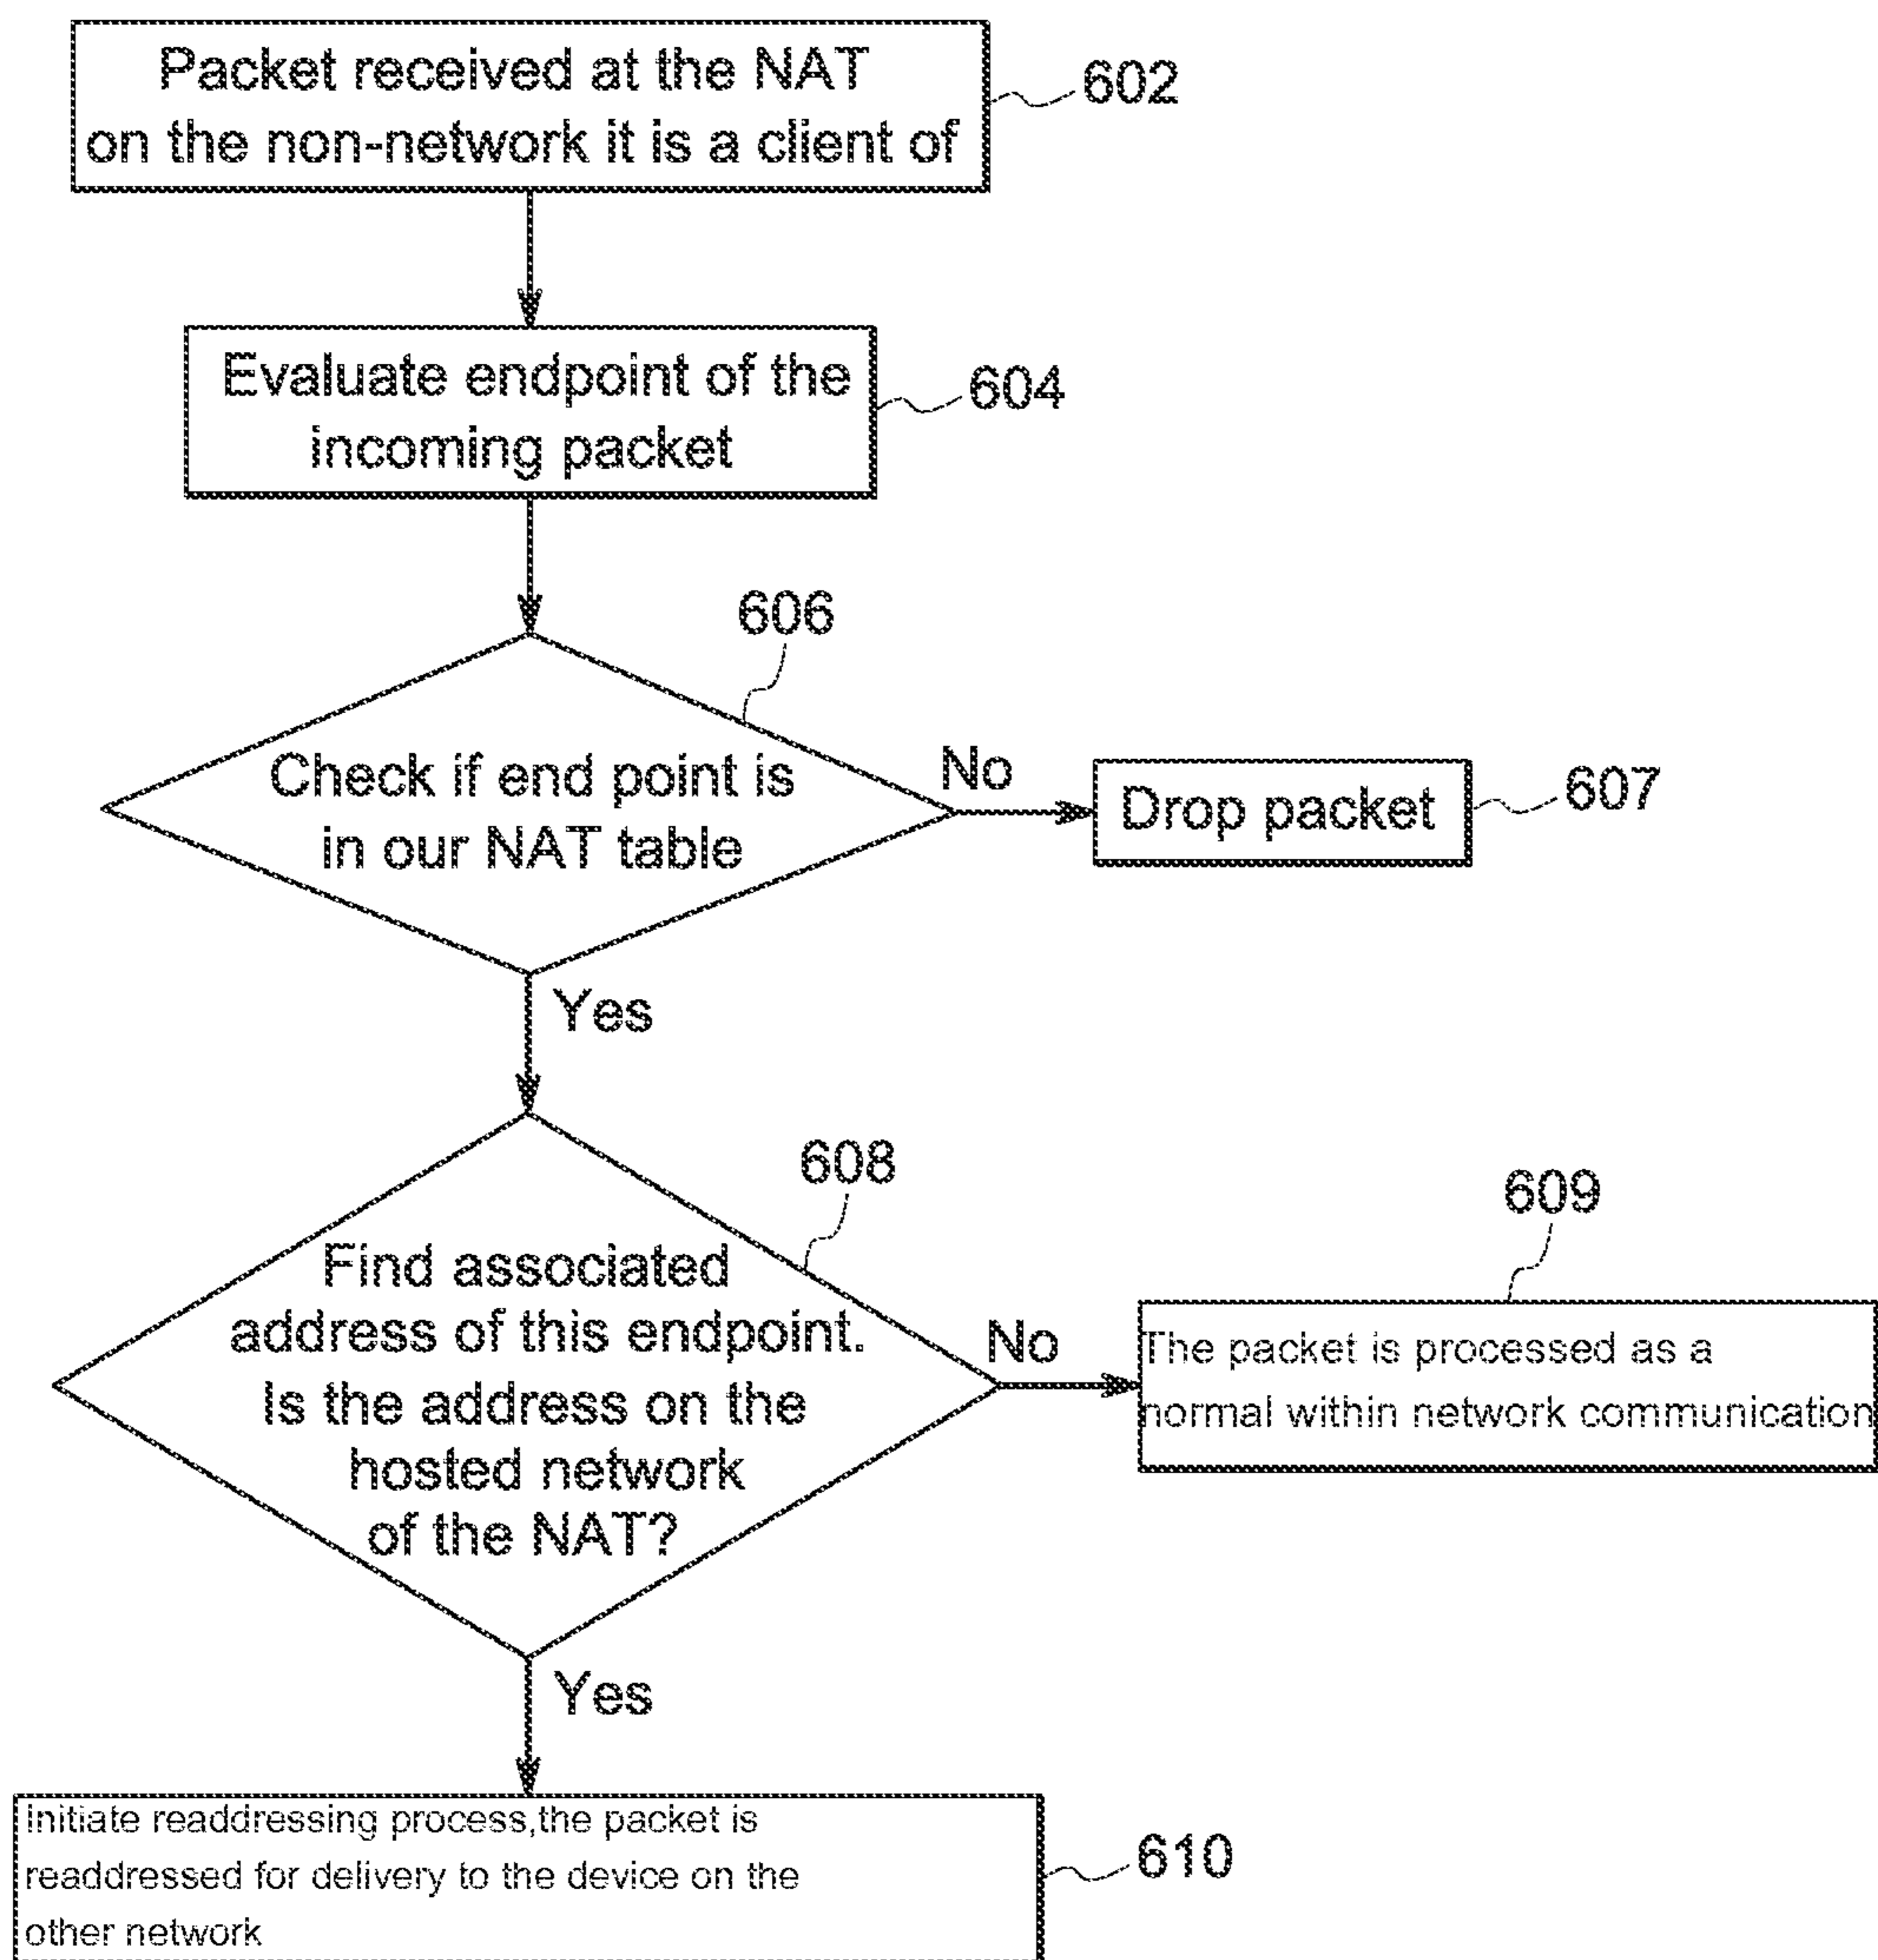 Packet received at the NAT
on the non-network it is a client of
602
Evaluate endpoint of the
incoming packet
604
606
Check if end point is
in our NAT table
No
Drop packet
607
Yes
608
Find associated
address of this endpoint.
Is the address on the
hosted network
of the NAT?
No
609
The packet is processed as a
normal within network communication
Yes
Initiate readdressing process,the packet is
readdressed for delivery to the device on the
other network
610